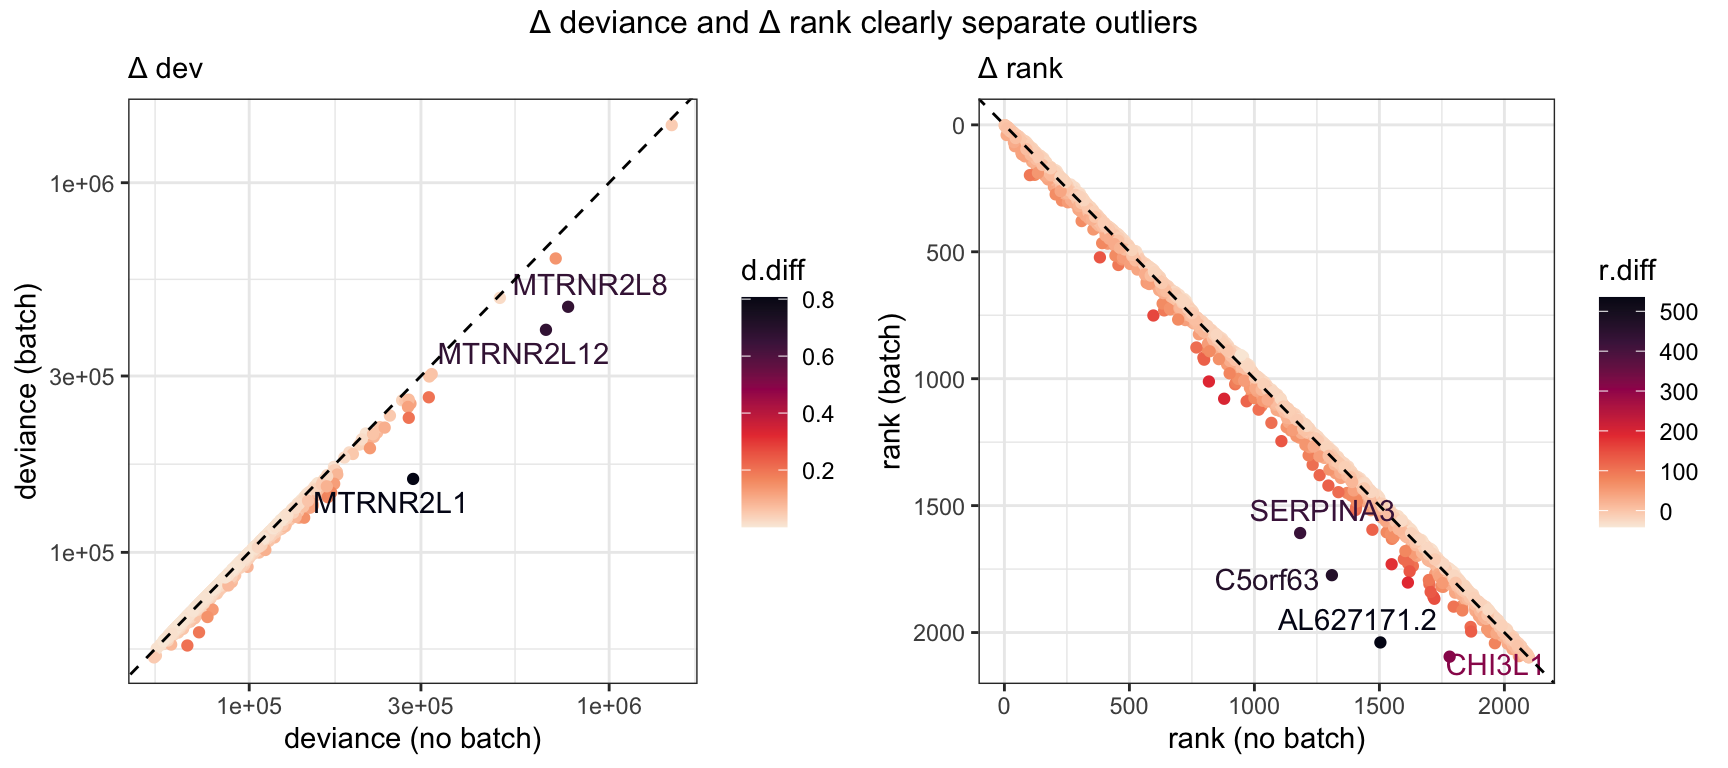 Δ deviance and Δ rank clearly separate outliers
Δ dev
deviance (batch)
1e+06
3e+05
1e+05
MTRNR2L8
MTRNR2L12
MTRNR2L1
1e+05 3e+05 1e+06
deviance (no batch)
d.diff
0.8
0.6
0.4
0.2
Δ rank
rank (batch)
0
500
1000
1500
2000
SERPINA3
C5orf63
AL627171.2
CHI3L1
0 500 1000 1500 2000
rank (no batch)
r.diff
500
400
300
200
100
0